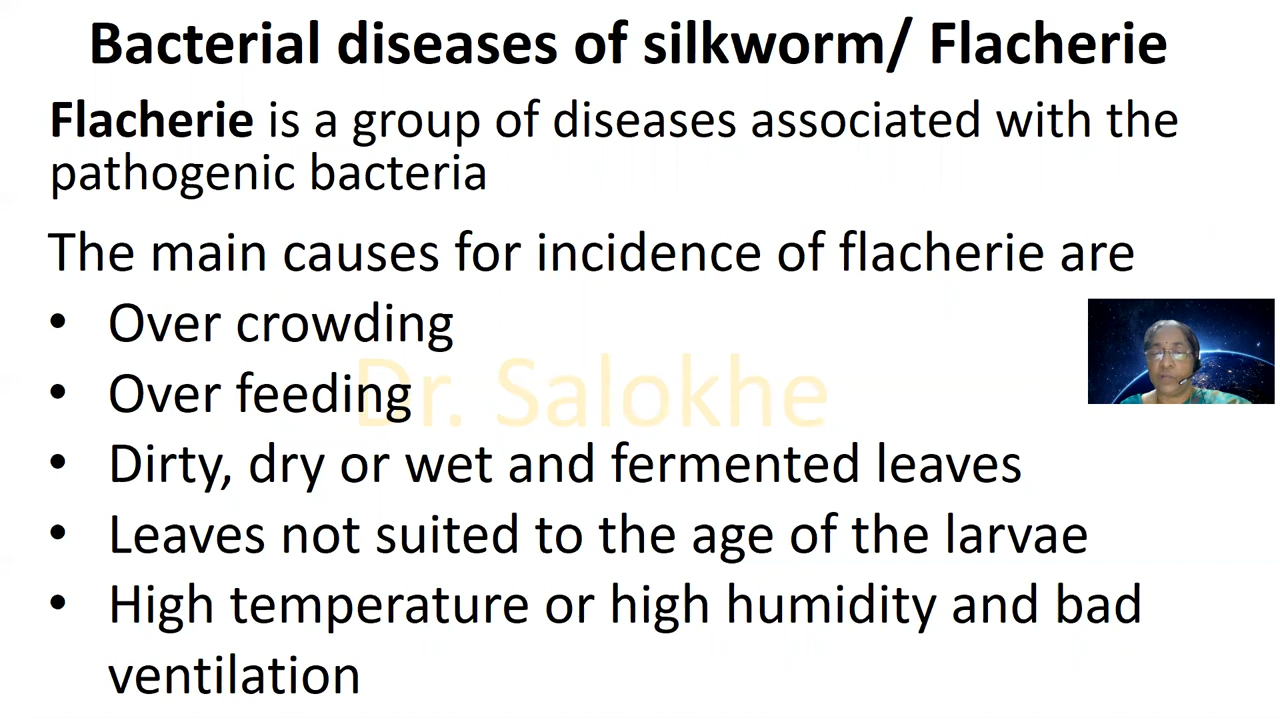 Bacterial diseases of silkworm/ Flacherie
Flacherie is a group of diseases associated with the
pathogenic bacteria
The main causes for incidence of flacherie are
• Over crowding
Dr. Salokhe
• Over feeding
• Dirty, dry or wet and fermented leaves
• Leaves not suited to the age of the larvae
• High temperature or high humidity and bad
ventilation